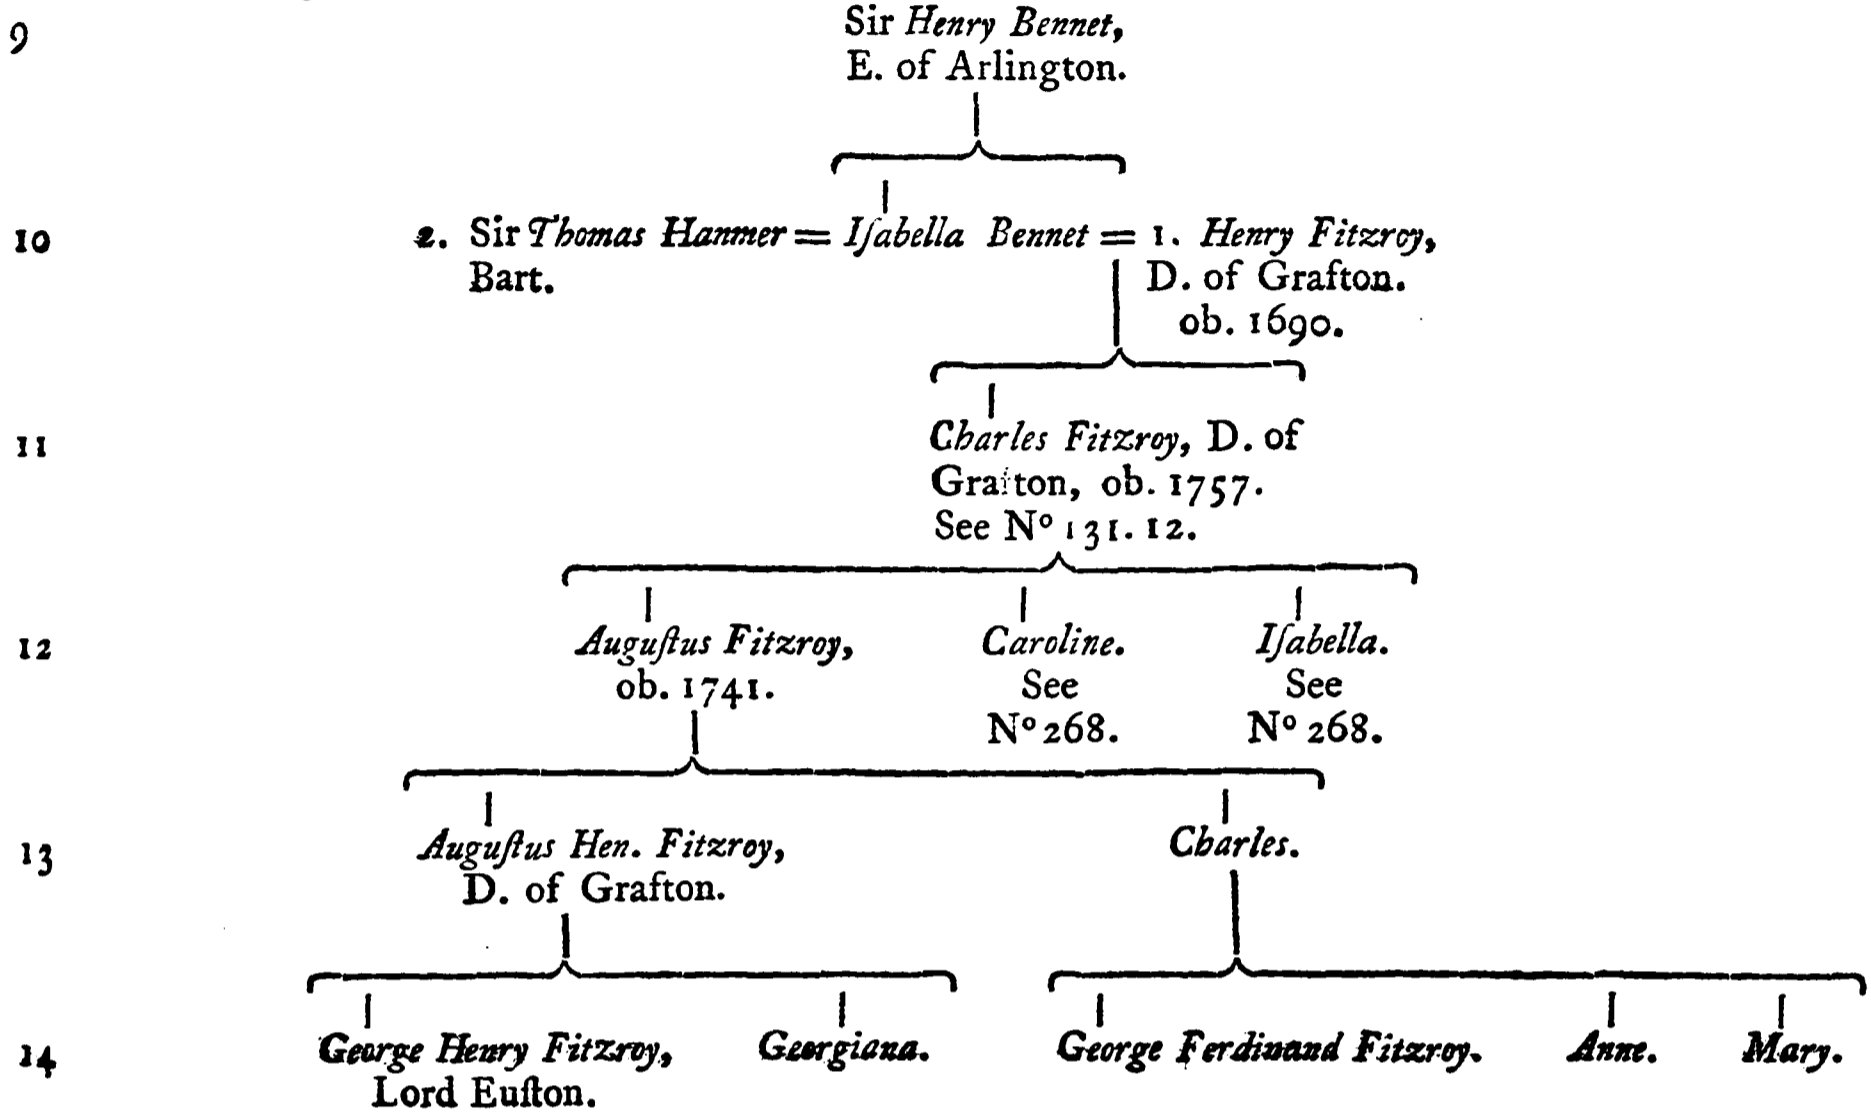 9 Sir Henry Bennet,
E. of Arlington.
10 2. Sir Thomas Hanmer = Iſabella Bennet = 1. Henry Fitzroy,
Bart. D. of Grafton.
ob. 1690.
11 Charles Fitzroy, D. of
Grafton, ob. 1757.
See Nº 131. 12.
12 Auguſtus Fitzroy, Caroline. Iſabella.
ob. 1741. See See
Nº 268. Nº 268.
13 Auguſtus Hen. Fitzroy, Charles.
D. of Grafton.
14 George Henry Fitzroy, Georgiana. George Ferdinand Fitzroy. Anne. Mary.
Lord Euſton.